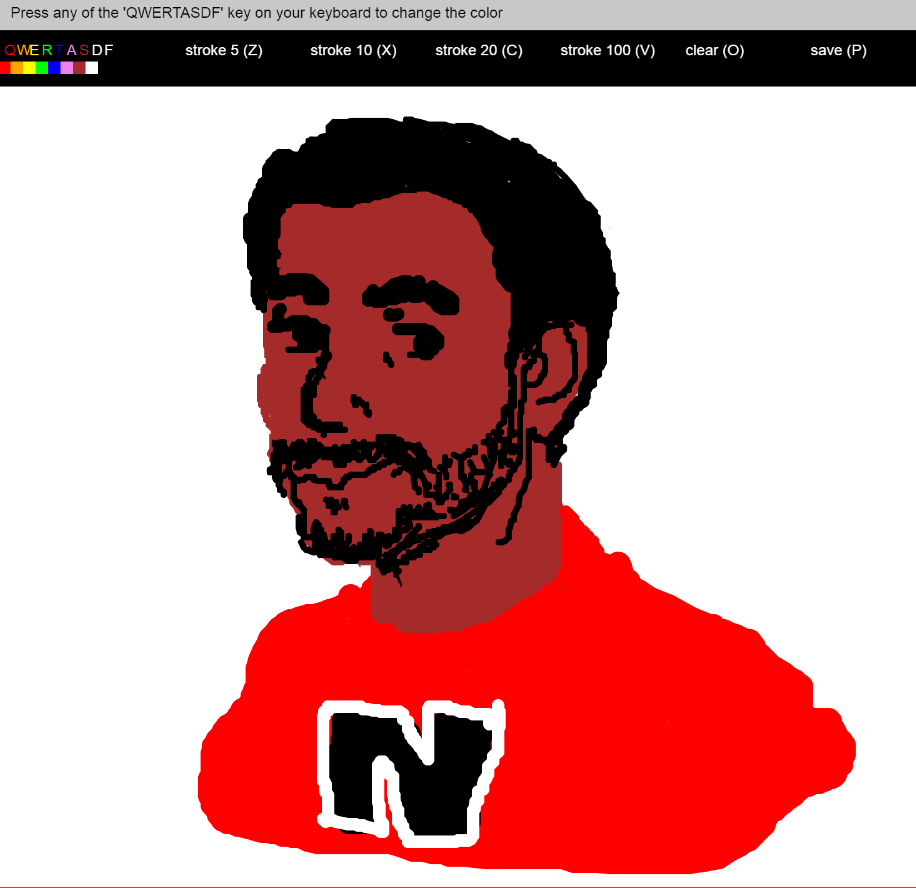 Press any of the 'QWERTASDF' key on your keyboard to change the color
QWERTASDF stroke 5 (Z) stroke 10 (X) stroke 20 (C) stroke 100 (V) clear (O) save (P)
N